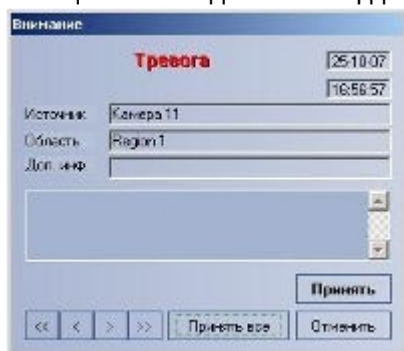 Внимание
Тревога 25-10-07
16:56:57
Источник Камера 11
Область Region 1
Доп. инф.
Принять
<< < > >> Принять все Отменить